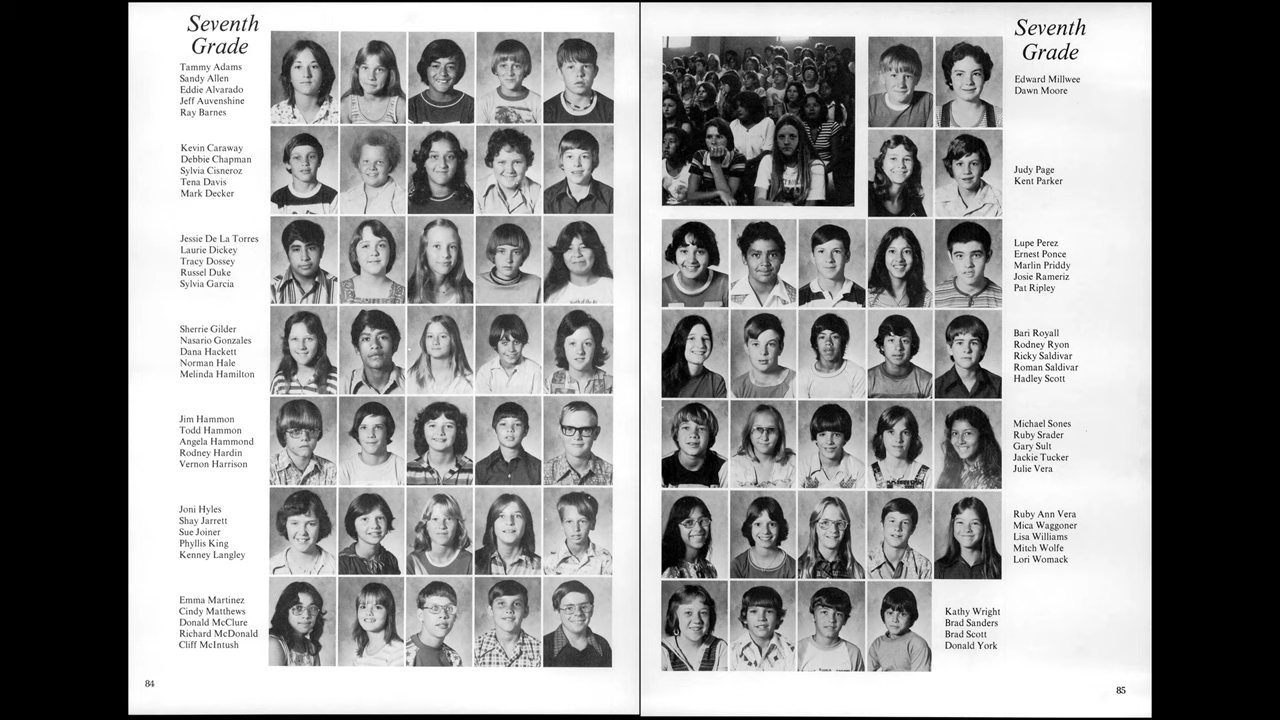 Seventh
Grade
Tammy Adams
Sandy Allen
Eddie Alvarado
Jeff Auvenshine
Ray Barnes
Kevin Caraway
Debbie Chapman
Sylvia Cisneroz
Tena Davis
Mark Decker
Jessie De La Torres
Laurie Dickey
Tracy Dossey
Russel Duke
Sylvia Garcia
Sherrie Gilder
Nasario Gonzales
Dana Hackett
Norman Hale
Melinda Hamilton
Jim Hammon
Todd Hammon
Angela Hammond
Rodney Hardin
Vernon Harrison
Joni Hyles
Shay Jarrett
Sue Joiner
Phyllis King
Kenney Langley
Emma Martinez
Cindy Matthews
Donald McClure
Richard McDonald
Cliff McIntush
84
Seventh
Grade
Edward Millwee
Dawn Moore
Judy Page
Kent Parker
Lupe Perez
Ernest Ponce
Marlin Priddy
Josie Rameriz
Pat Ripley
Bari Royall
Rodney Ryon
Ricky Saldivar
Roman Saldivar
Hadley Scott
Michael Sones
Ruby Srader
Gary Sult
Jackie Tucker
Julie Vera
Ruby Ann Vera
Mica Waggoner
Lisa Williams
Mitch Wolfe
Lori Womack
Kathy Wright
Brad Sanders
Brad Scott
Donald York
85